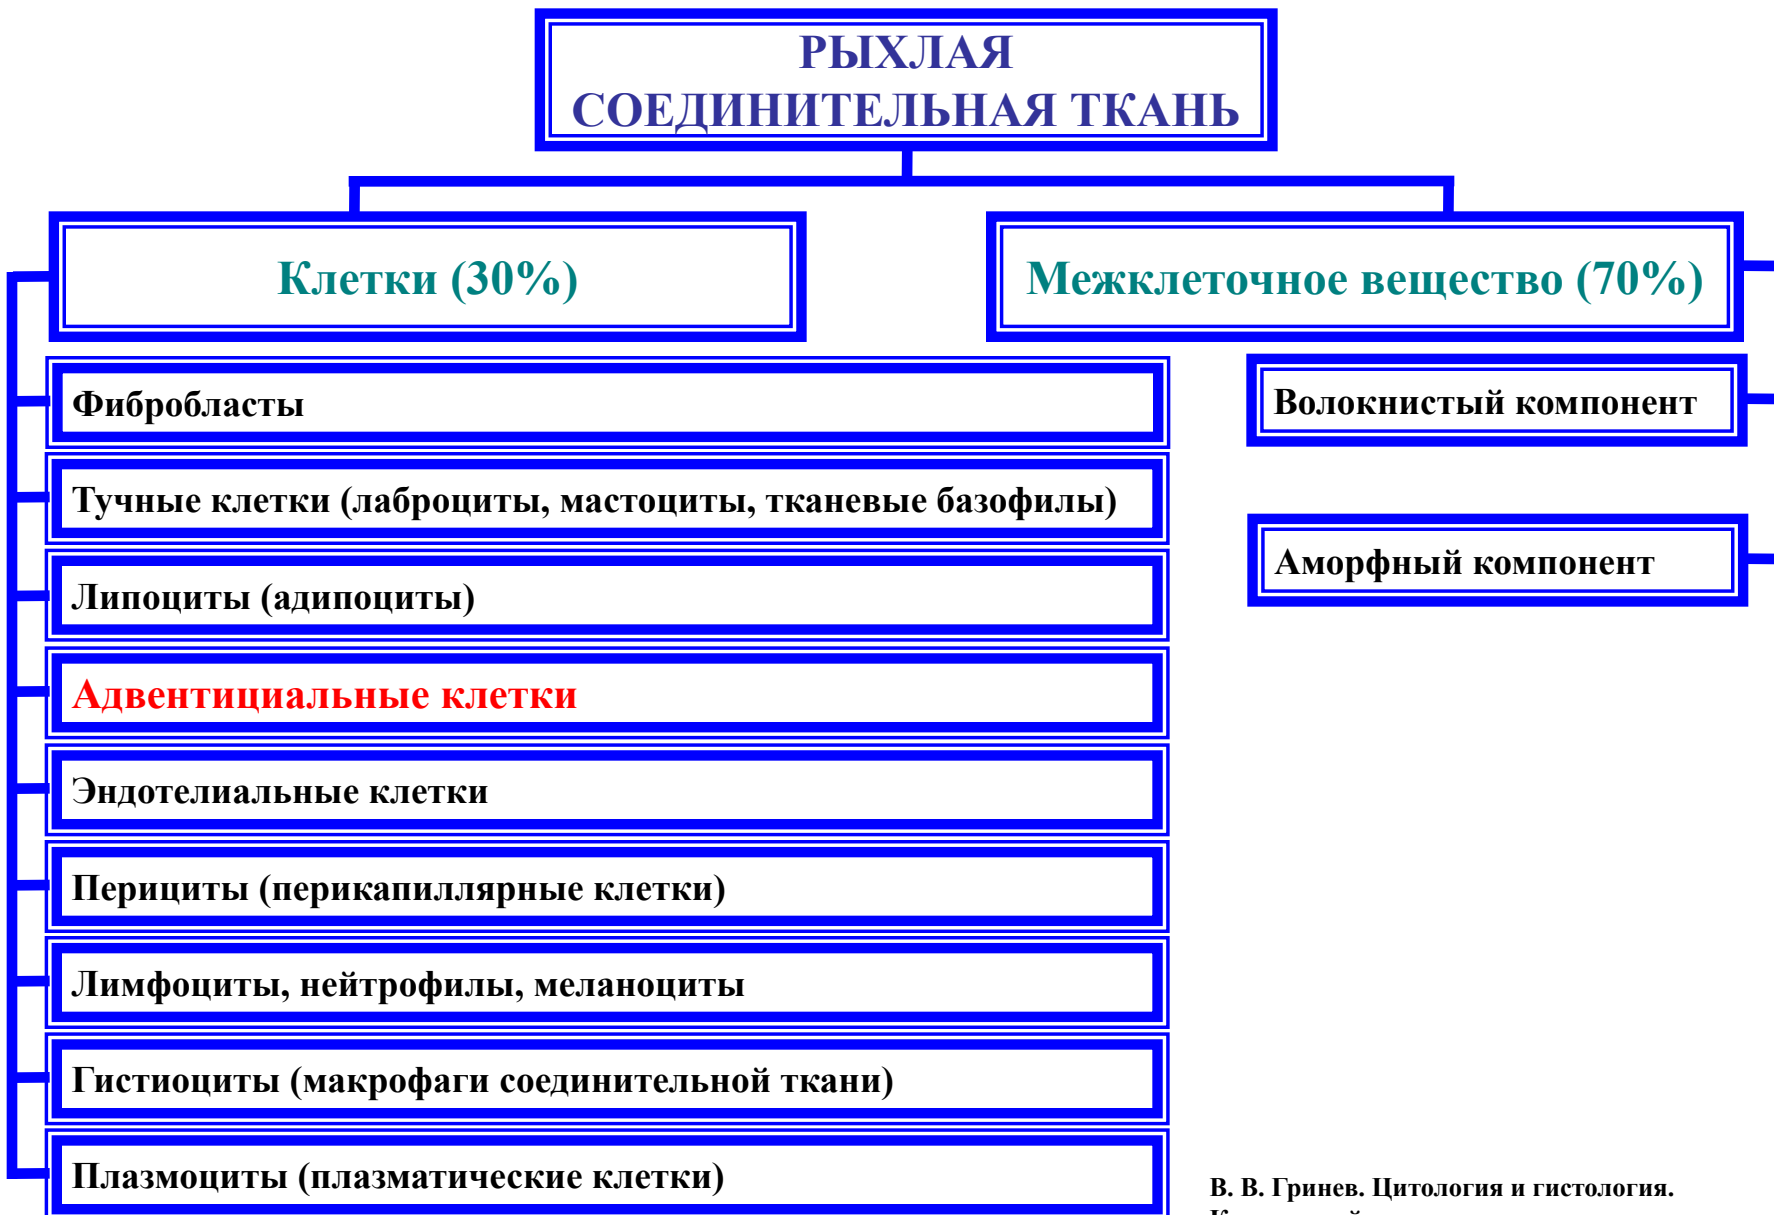 РЫХЛАЯ
СОЕДИНИТЕЛЬНАЯ ТКАНЬ
Клетки (30%)
Межклеточное вещество (70%)
Фибробласты
Тучные клетки (лаброциты, мастоциты, тканевые базофилы)
Липоциты (адипоциты)
Адвентициальные клетки
Эндотелиальные клетки
Перициты (перикапиллярные клетки)
Лимфоциты, нейтрофилы, меланоциты
Гистиоциты (макрофаги соединительной ткани)
Плазмоциты (плазматические клетки)
Волокнистый компонент
Аморфный компонент
В. В. Гринев. Цитология и гистология.